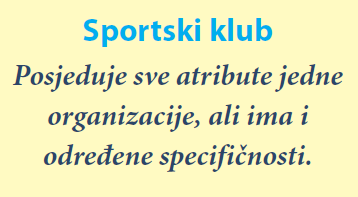 Sportski klub
Posjeduje sve atribute jedne
organizacije, ali ima i
određene specifičnosti.